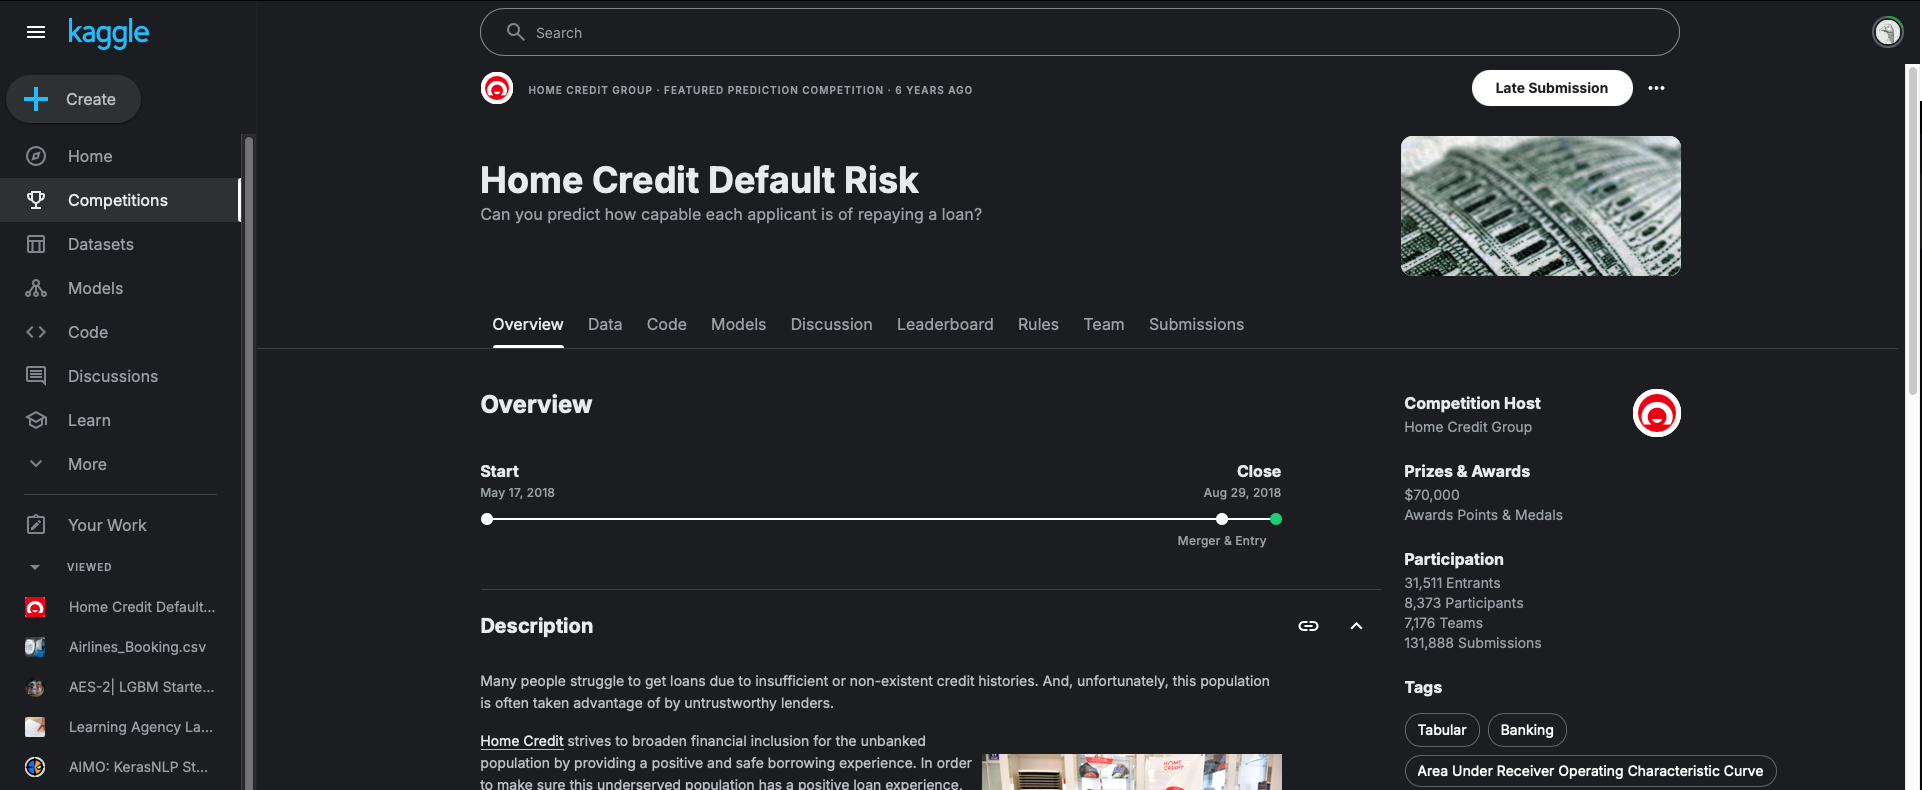 kaggle
Search
Create
Home
Competitions
Datasets
Models
Code
Discussions
Learn
More
Your Work
VIEWED
Home Credit Default...
Airlines_Booking.csv
AES-2| LGBM Starte...
Learning Agency La...
AIMO: KerasNLP St...
HOME CREDIT GROUP · FEATURED PREDICTION COMPETITION · 6 YEARS AGO
Late Submission
Home Credit Default Risk
Can you predict how capable each applicant is of repaying a loan?
Overview Data Code Models Discussion Leaderboard Rules Team Submissions
Overview
Start
May 17, 2018
Close
Aug 29, 2018
Merger & Entry
Description
Many people struggle to get loans due to insufficient or non-existent credit histories. And, unfortunately, this population
is often taken advantage of by untrustworthy lenders.
Home Credit strives to broaden financial inclusion for the unbanked
population by providing a positive and safe borrowing experience. In order
to make sure this underserved population has a positive loan experience,
HOME
CREDIT
Competition Host
Home Credit Group
Prizes & Awards
$70,000
Awards Points & Medals
Participation
31,511 Entrants
8,373 Participants
7,176 Teams
131,888 Submissions
Tags
Tabular
Banking
Area Under Receiver Operating Characteristic Curve